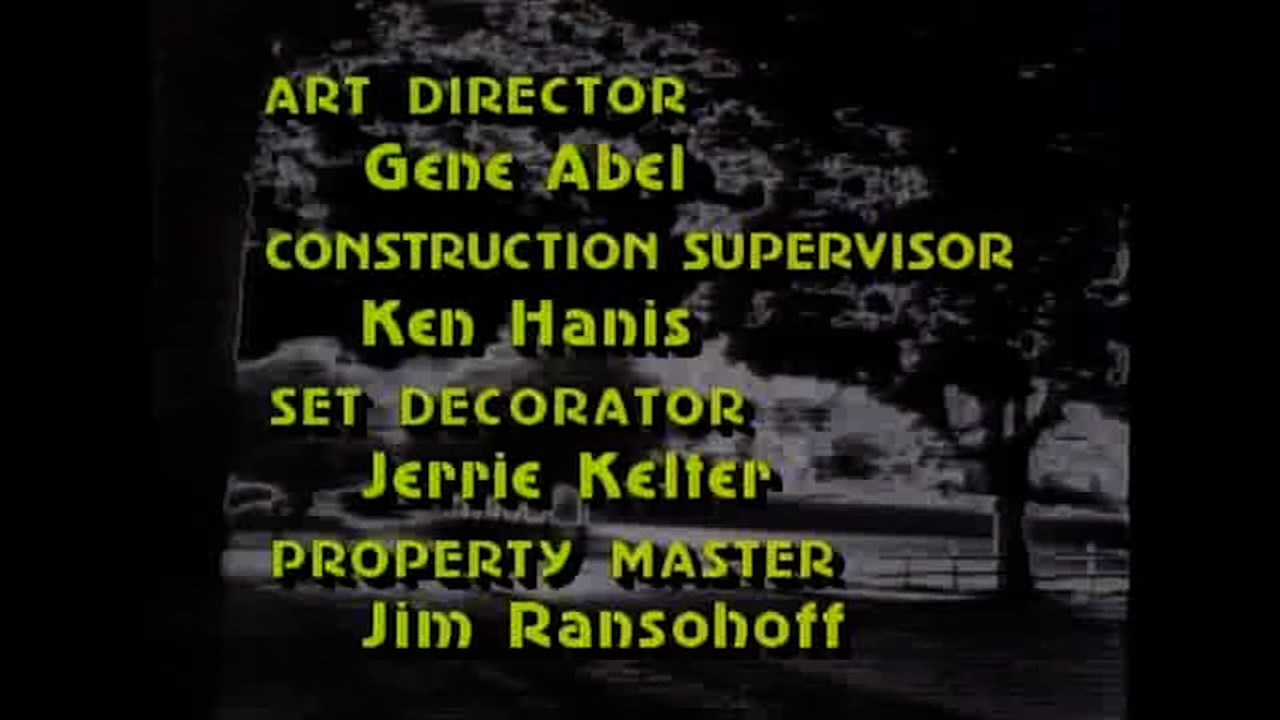 ART DIRECTOR
Gene Abel
CONSTRUCTION SUPERVISOR
Ken Hanis
SET DECORATOR
Jerrie Kelter
PROPERTY MASTER
Jim Ransohoff